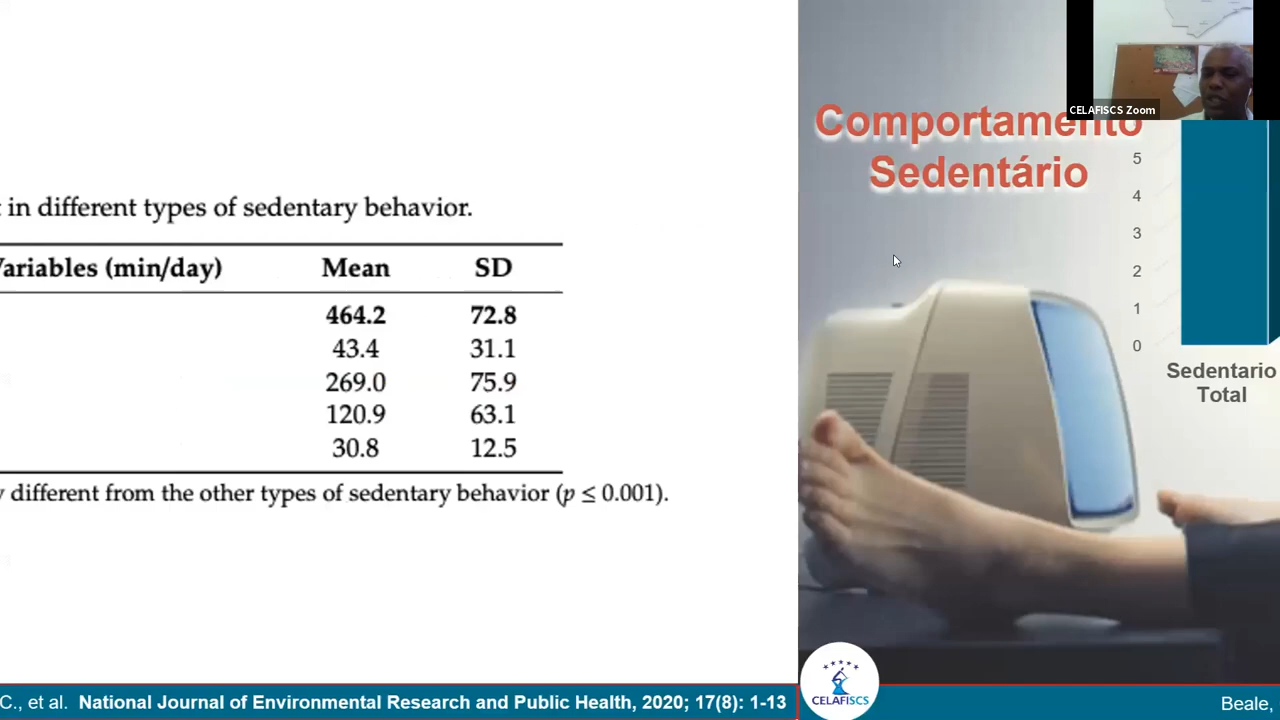 in different types of sedentary behavior.
Variables (min/day) Mean SD
464.2 72.8
43.4 31.1
269.0 75.9
120.9 63.1
30.8 12.5
different from the other types of sedentary behavior (p ≤ 0.001).
C., et al. National Journal of Environmental Research and Public Health, 2020; 17(8): 1-13
CELAFISCS Zoom
Comportamento
Sedentário
5
4
3
2
1
0
Sedentario
Total
CELAFISCS
Beale,